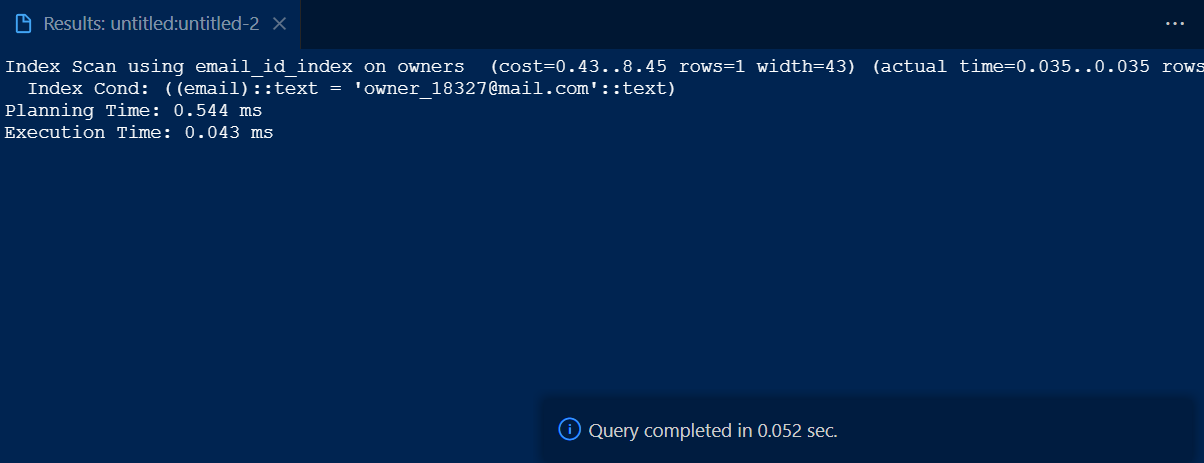 Results: untitled:untitled-2
Index Scan using email_id_index on owners  (cost=0.43..8.45 rows=1 width=43) (actual time=0.035..0.035 rows
  Index Cond: ((email)::text = 'owner_18327@mail.com'::text)
Planning Time: 0.544 ms
Execution Time: 0.043 ms
Query completed in 0.052 sec.